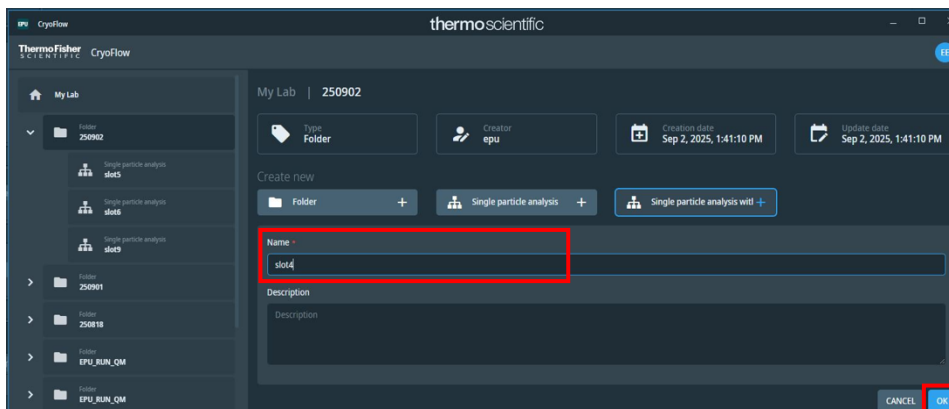 EPU CryoFlow
thermo scientific
ThermoFisher
SCIENTIFIC
CryoFlow
EE
My Lab
Folder
250902
Single particle analysis
slot5
Single particle analysis
slot6
Single particle analysis
slot9
Folder
250901
Folder
250818
Folder
EPU_RUN_QM
Folder
EPU_RUN_QM
My Lab | 250902
Type
Folder
Creator
epu
Creation date
Sep 2, 2025, 1:41:10 PM
Update date
Sep 2, 2025, 1:41:10 PM
Create new
Folder +
Single particle analysis +
Single particle analysis witl +
Name *
slot4
Description
Description
CANCEL
OK